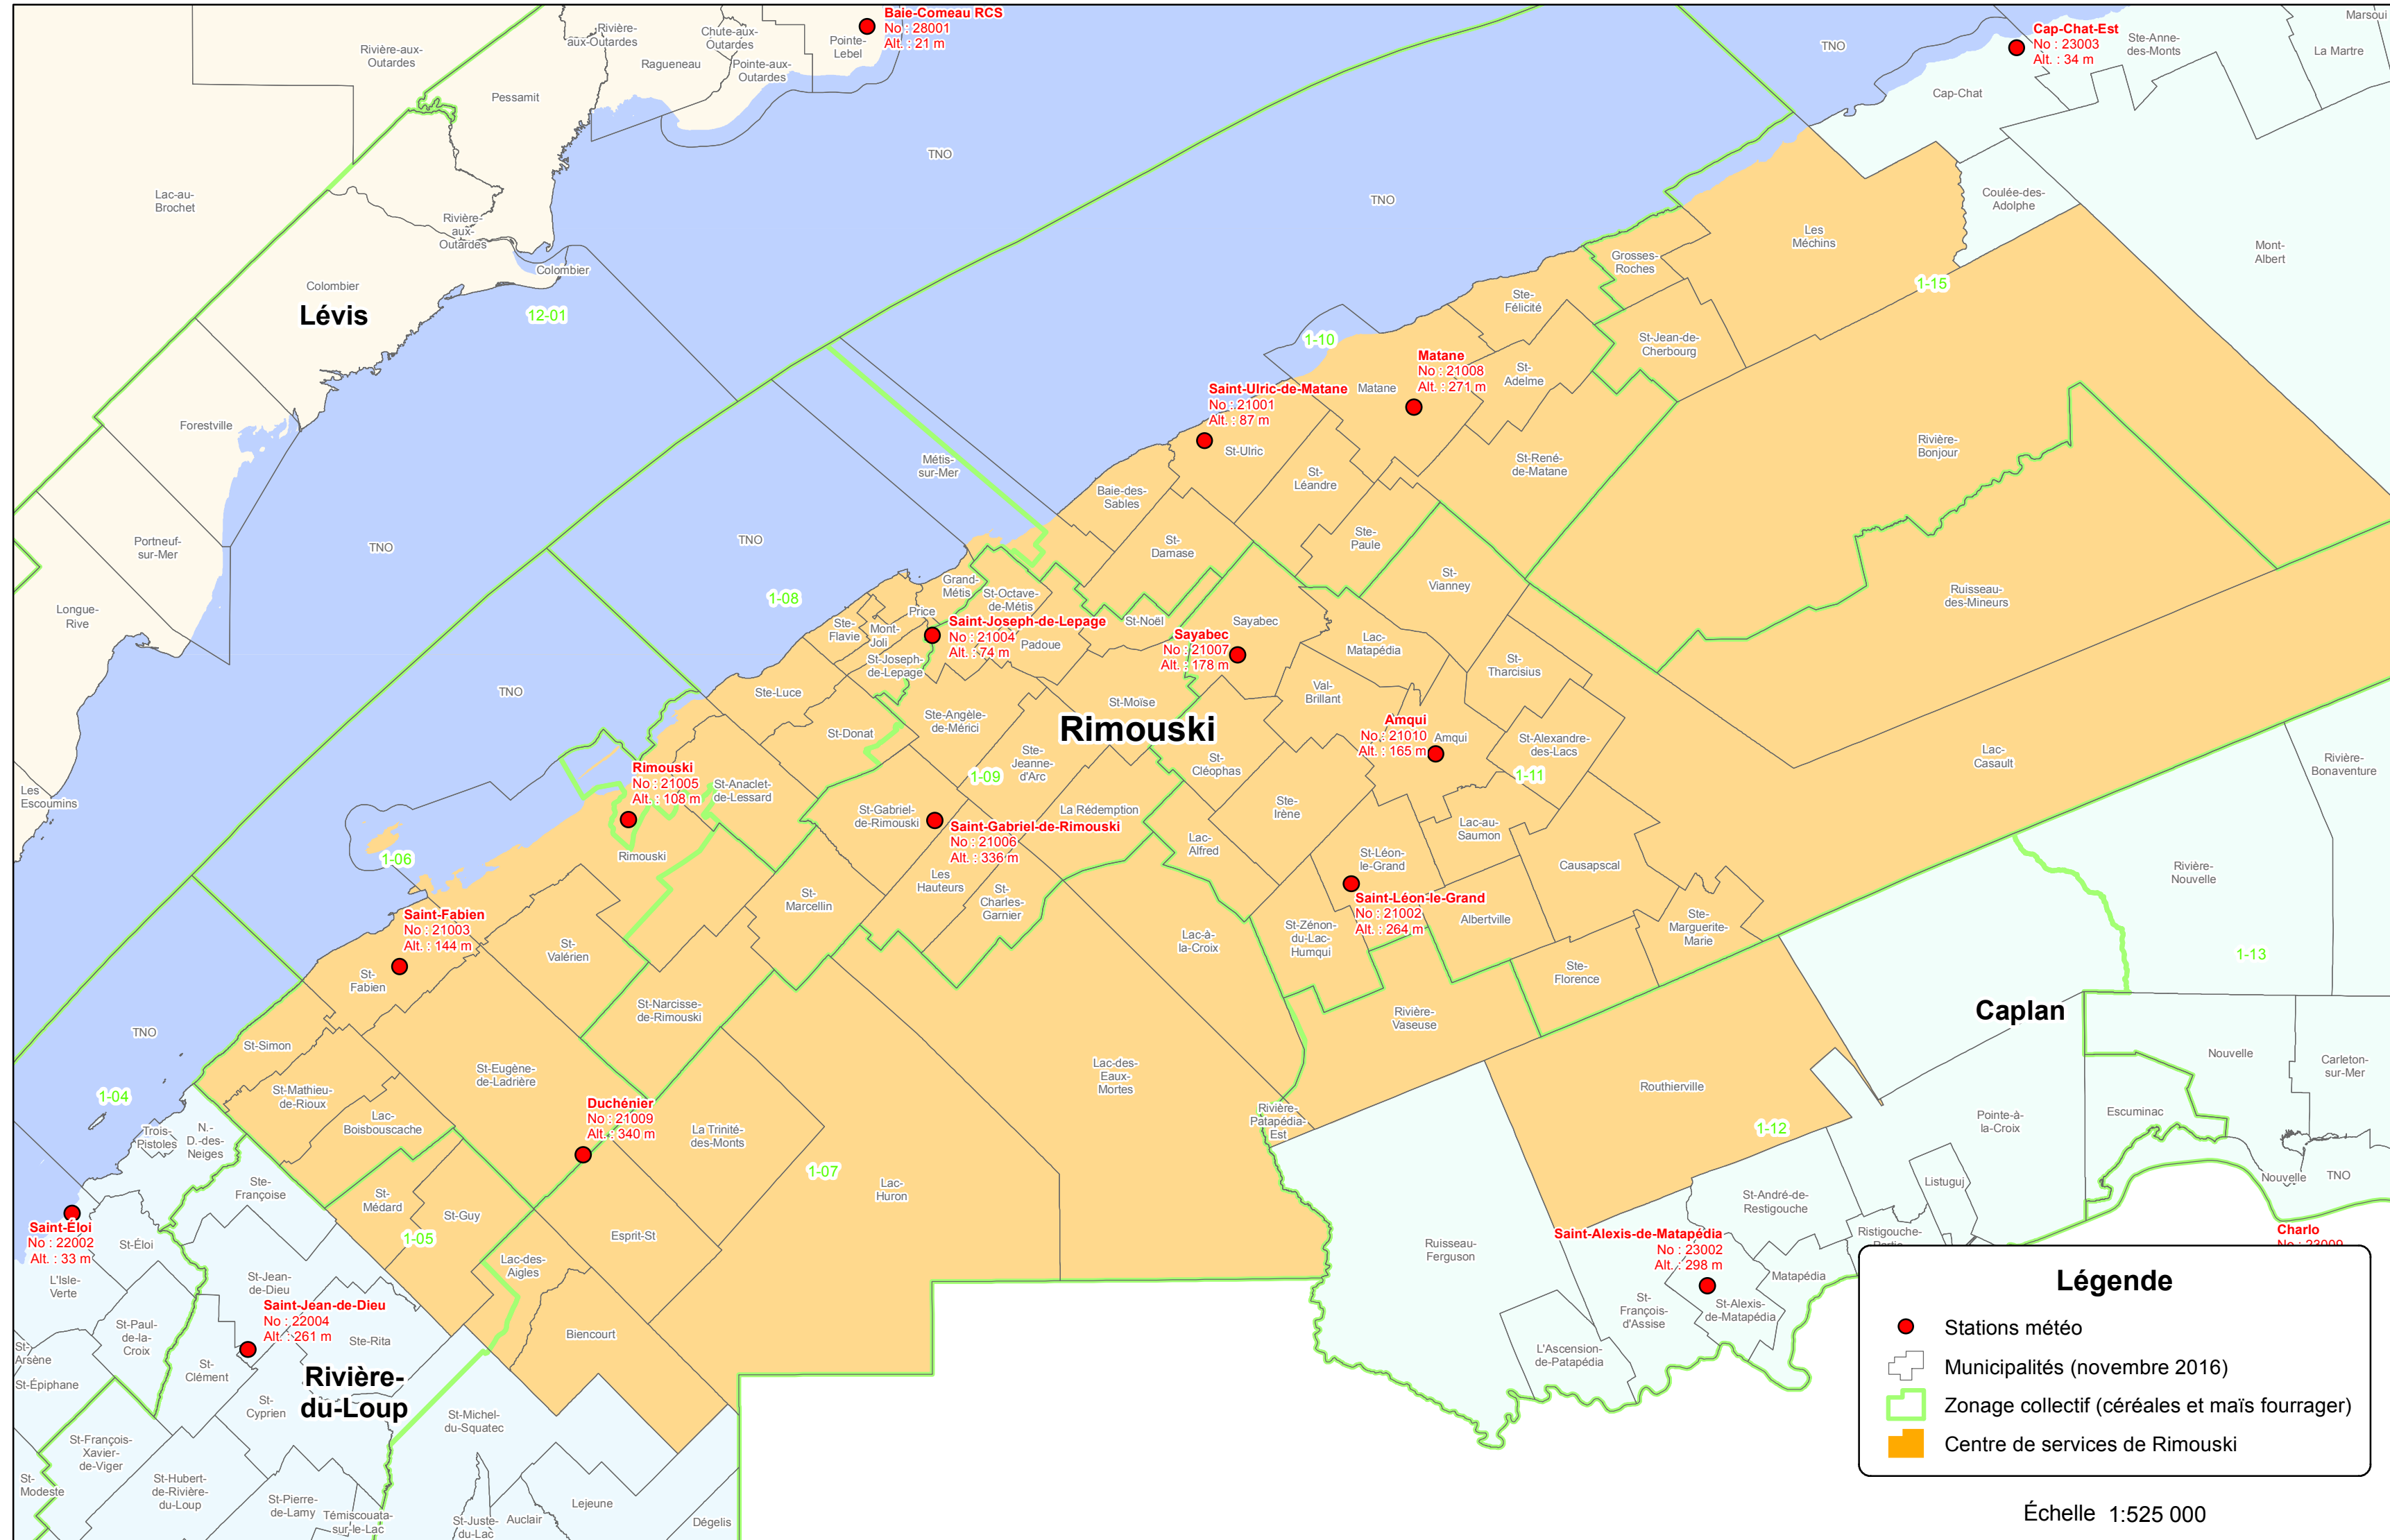 Baie-Comeau RCS
No : 28001
Alt. : 21 m
Rivière-
aux-Outardes
Chute-aux-
Outardes
Pointe-
Lebel
Rivière-aux-
Outardes
Ragueneau
Pointe-aux-
Outardes
Pessamit
TNO
TNO
TNO
Cap-Chat-Est
No : 23003
Alt. : 34 m
Ste-Anne-
des-Monts
Marsoui
La Martre
Cap-Chat
Coulée-des-
Adolphe
Mont-
Albert
Lac-au-
Brochet
Rivière-
aux-
Outardes
Colombier
Colombier
Lévis
12-01
Les
Méchins
Grosses-
Roches
1-15
Ste-
Félicité
1-10
St-Jean-de-
Cherbourg
Matane
No : 21008
Alt. : 271 m
Matane
St-
Adelme
Saint-Ulric-de-Matane
No : 21001
Alt. : 87 m
St-Ulric
Forestville
Métis-
sur-Mer
St-
Léandre
St-René-
de-Matane
Rivière-
Bonjour
Baie-des-
Sables
Portneuf-
sur-Mer
TNO
TNO
St-
Damase
Ste-
Paule
St-
Vianney
Ruisseau-
des-Mineurs
Longue-
Rive
1-08
Grand-
Métis
St-Octave-
de-Métis
Price
Ste-
Flavie
Mont-
Joli
St-Joseph-
de-Lepage
Saint-Joseph-de-Lepage
No : 21004
Alt. : 74 m
Padoue
St-Noël
Sayabec
Sayabec
No : 21007
Alt. : 178 m
Lac-
Matapédia
St-
Tharcisius
TNO
Ste-Luce
St-Donat
Ste-Angèle-
de-Mérici
St-Moïse
Rimouski
Val-
Brillant
Amqui
No : 21010
Alt. : 165 m
Amqui
St-Alexandre-
des-Lacs
1-11
Lac-
Casault
Rivière-
Bonaventure
Les
Escoumins
Rimouski
No : 21005
Alt. : 108 m
St-Anaclet-
de-Lessard
Ste-
Jeanne-
d'Arc
1-09
St-
Cléophas
Ste-
Irène
St-Gabriel-
de-Rimouski
La Rédemption
Saint-Gabriel-de-Rimouski
No : 21006
Alt. : 336 m
Lac-
Alfred
Lac-au-
Saumon
St-Léon-
le-Grand
Causapscal
Rivière-
Nouvelle
1-06
Rimouski
Les
Hauteurs
St-
Charles-
Garnier
St-
Marcellin
Saint-Léon-le-Grand
No : 21002
Alt. : 264 m
Albertville
Ste-
Marguerite-
Marie
Saint-Fabien
No : 21003
Alt. : 144 m
St-
Valérien
Lac-à-
la-Croix
St-Zénon-
du-Lac-
Humqui
1-13
St-
Fabien
Ste-
Florence
Caplan
St-Narcisse-
de-Rimouski
Rivière-
Vaseuse
TNO
St-Simon
St-Eugène-
de-Ladrière
Lac-des-
Eaux-
Mortes
Nouvelle
Carleton-
sur-Mer
1-04
St-Mathieu-
de-Rioux
Routhierville
Duchénier
No : 21009
Alt. : 340 m
Lac-
Boisbouscache
Trois-
Pistoles
N.-
D.-des-
Neiges
La Trinité-
des-Monts
Rivière-
Patapédia-
Est
1-12
Pointe-à-
la-Croix
Escuminac
1-07
Ste-
Françoise
St-
Médard
St-Guy
Lac-
Huron
Listuguj
Nouvelle
TNO
St-André-de-
Restigouche
Saint-Éloi
No : 22002
Alt. : 33 m
St-Éloi
1-05
Esprit-St
Lac-des-
Aigles
Ruisseau-
Ferguson
Saint-Alexis-de-Matapédia
No : 23002
Alt. : 298 m
Ristigouche-
Charlo
L'Isle-
Verte
St-Jean-
de-Dieu
Matapédia
Saint-Jean-de-Dieu
No : 22004
Alt. : 261 m
Ste-Rita
St-Paul-
de-la-
Croix
Biencourt
St-
François-
d'Assise
St-Alexis-
de-Matapédia
St-
Arsène
St-
Clément
L'Ascension-
de-Patapédia
St-Épiphane
Rivière-
du-Loup
St-
Cyprien
St-Michel-
du-Squatec
St-François-
Xavier-
de-Viger
St-
Modeste
St-Hubert-
de-Rivière-
du-Loup
St-Pierre-
de-Lamy
Témiscouata-
sur-le-Lac
St-Juste-
du-Lac
Auclair
Lejeune
Dégelis
Légende
Stations météo
Municipalités (novembre 2016)
Zonage collectif (céréales et maïs fourrager)
Centre de services de Rimouski
Échelle 1:525 000